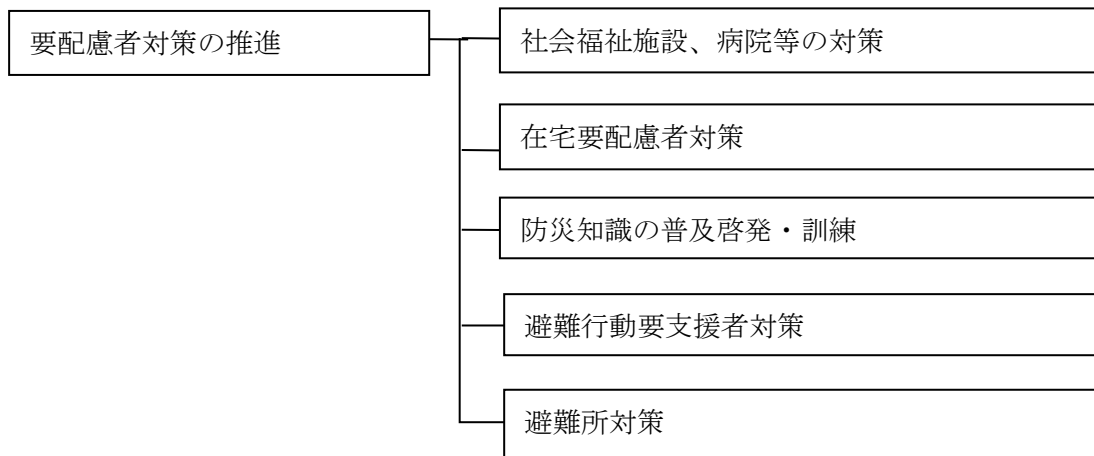 要配慮者対策の推進
社会福祉施設、病院等の対策
在宅要配慮者対策
防災知識の普及啓発・訓練
避難行動要支援者対策
避難所対策